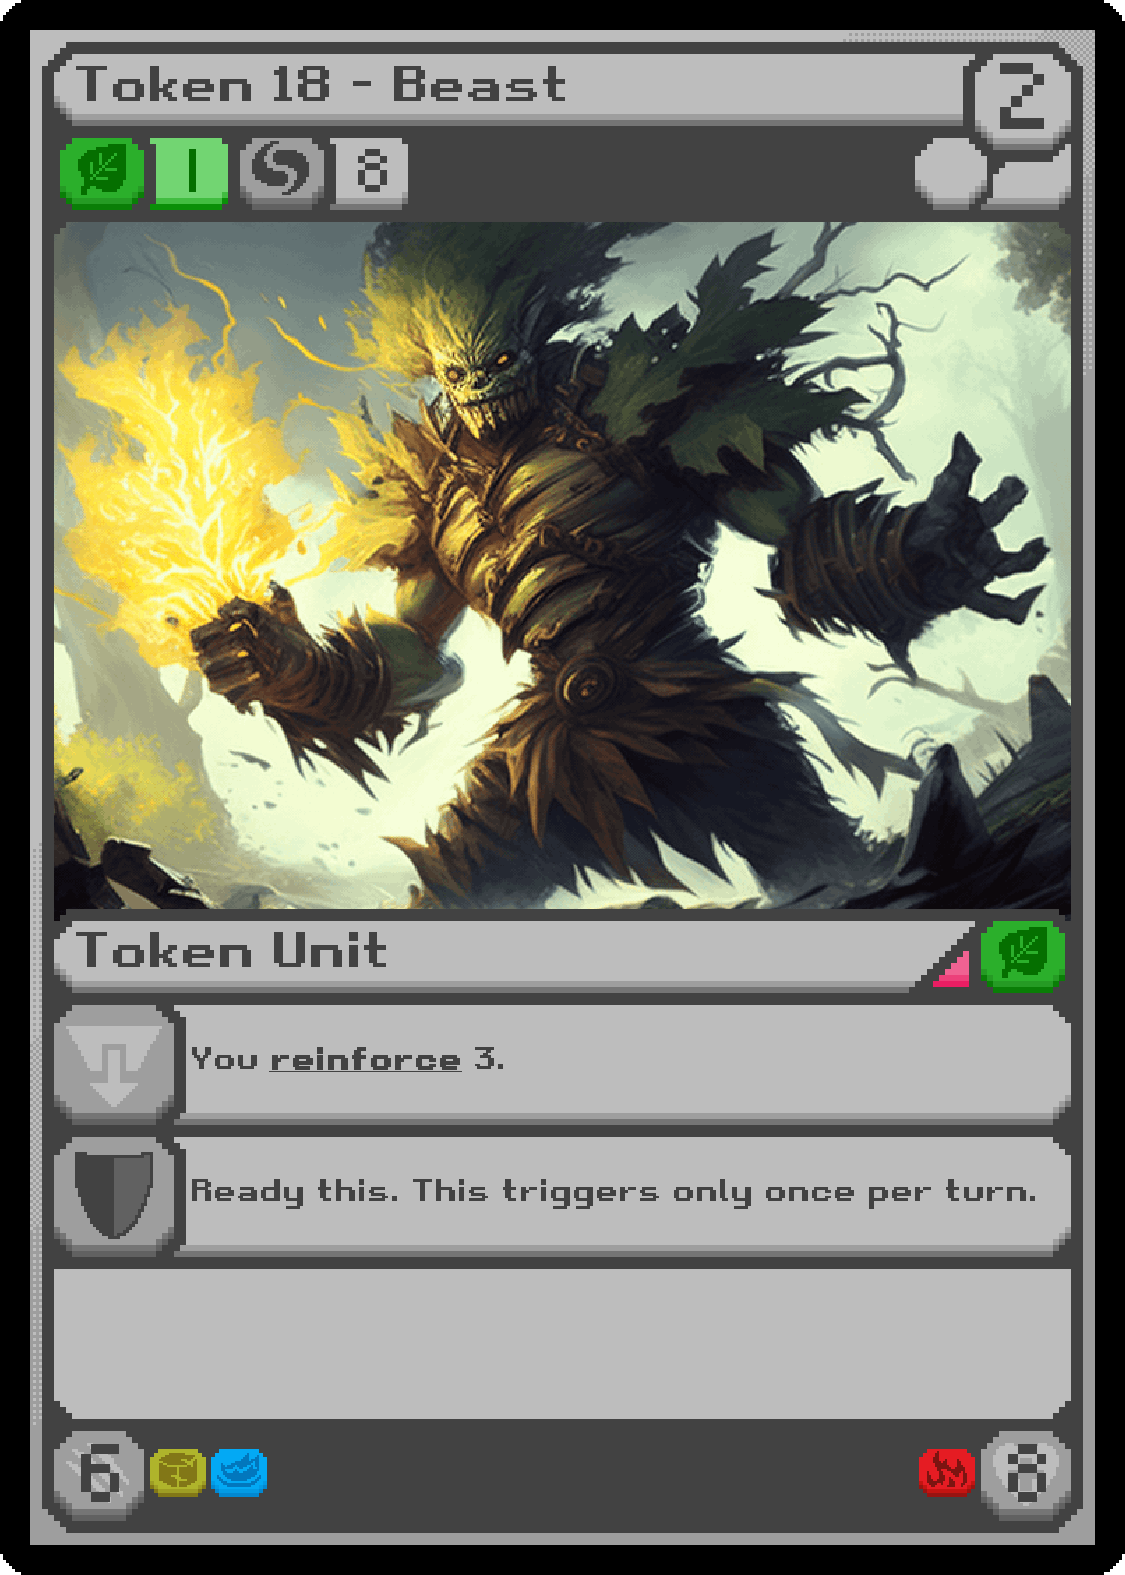 Token 18 - Beast
2
1 8
Token Unit
You reinforce 3.
Ready this. This triggers only once per turn.
6 8